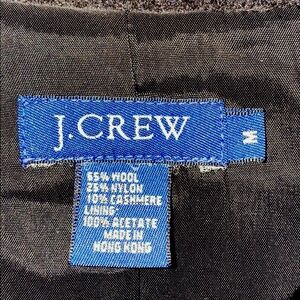 J.CREW
M
65% WOOL
25% NYLON
10% CASHMERE
LINING
100% ACETATE
MADE IN
HONG KONG